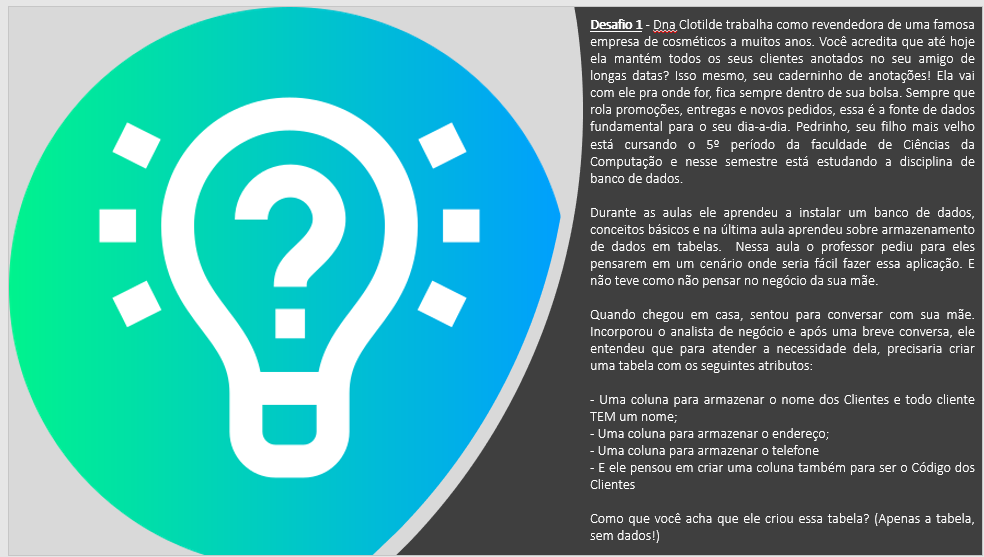 Desafio 1 - Dna Clotilde trabalha como revendedora de uma famosa
empresa de cosméticos a muitos anos. Você acredita que até hoje
ela mantém todos os seus clientes anotados no seu amigo de
longas datas? Isso mesmo, seu caderninho de anotações! Ela vai
com ele pra onde for, fica sempre dentro de sua bolsa. Sempre que
rola promoções, entregas e novos pedidos, essa é a fonte de dados
fundamental para o seu dia-a-dia. Pedrinho, seu filho mais velho
está cursando o 5º período da faculdade de Ciências da
Computação e nesse semestre está estudando a disciplina de
banco de dados.
Durante as aulas ele aprendeu a instalar um banco de dados,
conceitos básicos e na última aula aprendeu sobre armazenamento
de dados em tabelas. Nessa aula o professor pediu para eles
pensarem em um cenário onde seria fácil fazer essa aplicação. E
não teve como não pensar no negócio da sua mãe.
Quando chegou em casa, sentou para conversar com sua mãe.
Incorporou o analista de negócio e após uma breve conversa, ele
entendeu que para atender a necessidade dela, precisaria criar
uma tabela com os seguintes atributos:
- Uma coluna para armazenar o nome dos Clientes e todo cliente
TEM um nome;
- Uma coluna para armazenar o endereço;
- Uma coluna para armazenar o telefone
- E ele pensou em criar uma coluna também para ser o Código dos
Clientes
Como que você acha que ele criou essa tabela? (Apenas a tabela,
sem dados!)